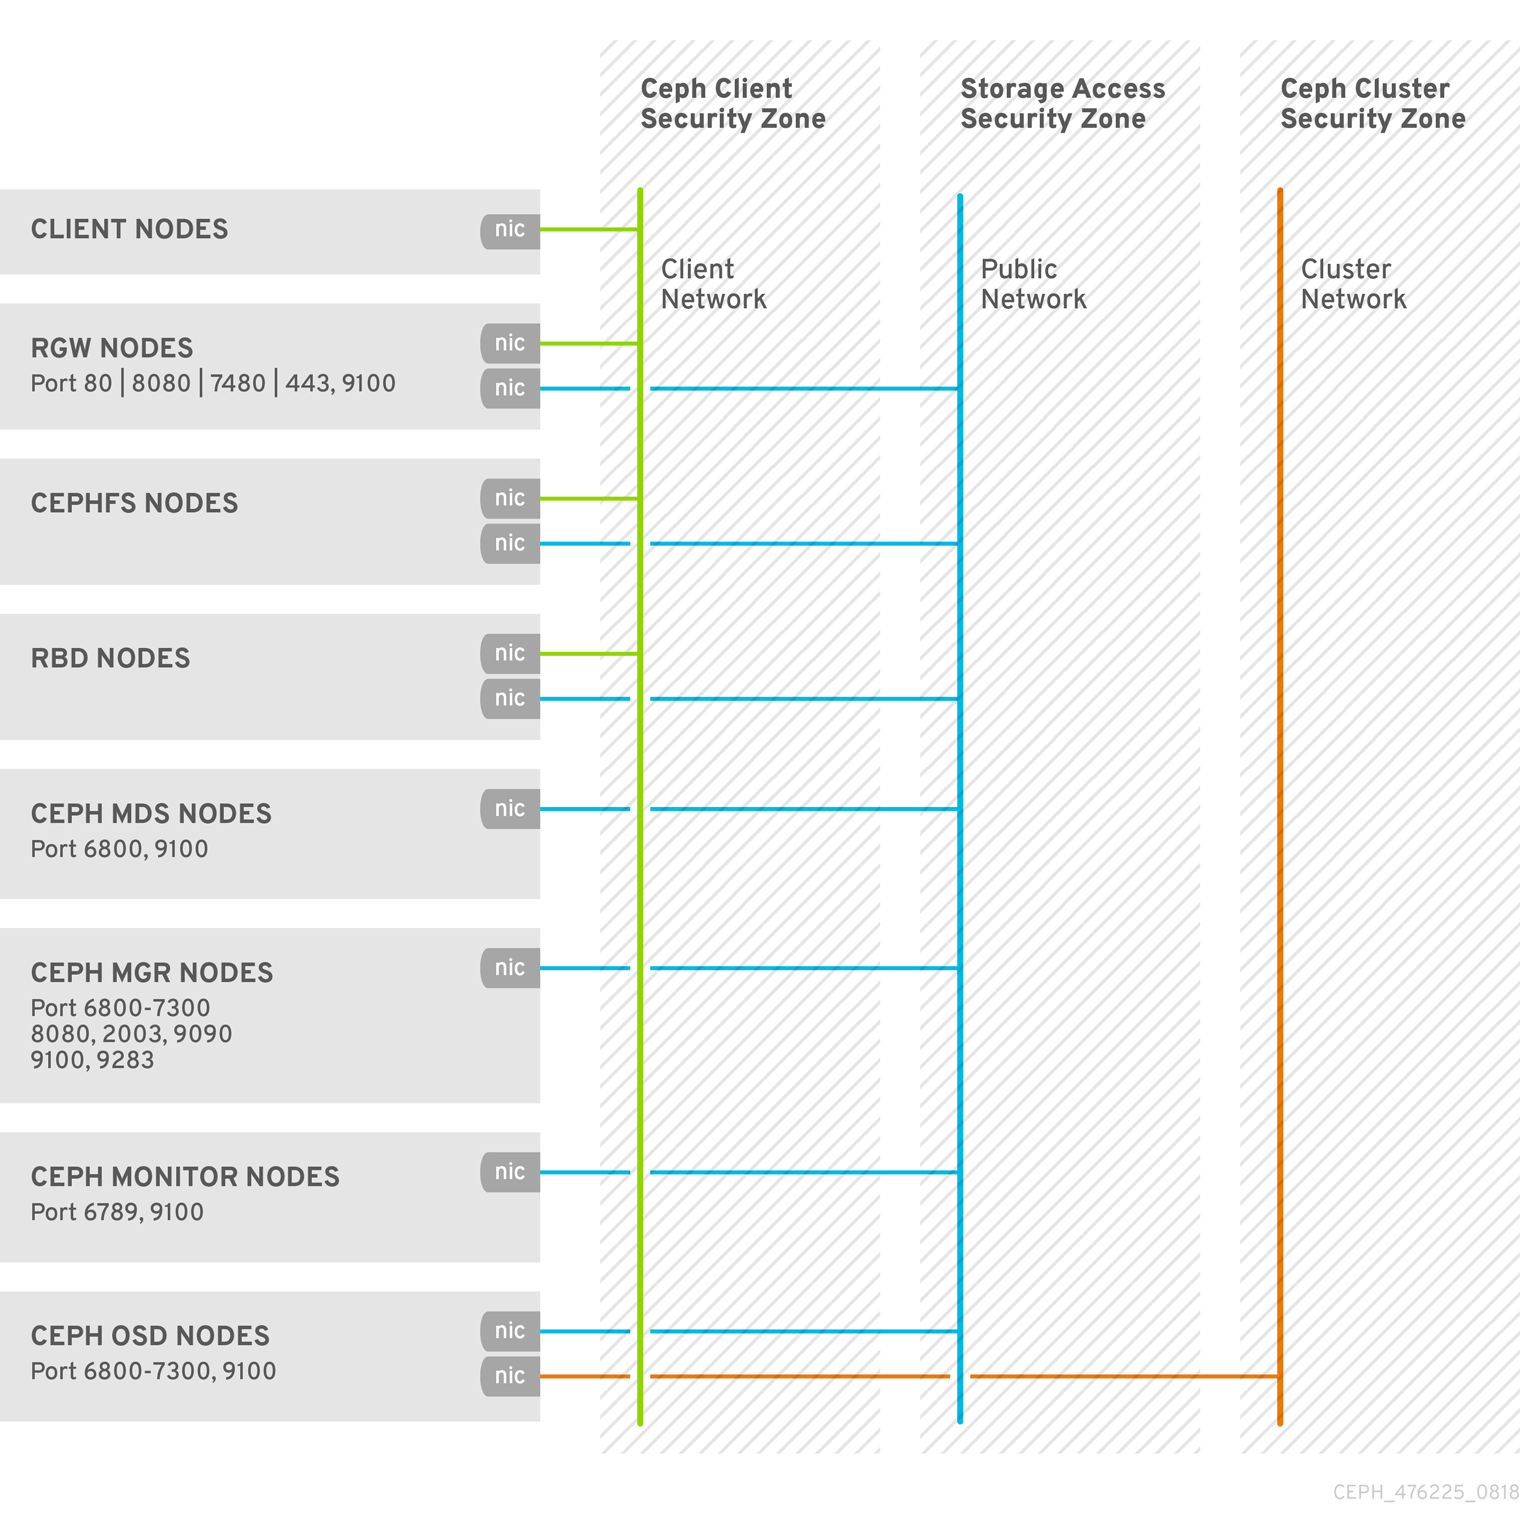 Ceph Client
Security Zone
Storage Access
Security Zone
Ceph Cluster
Security Zone
CLIENT NODES
nic
Client
Network
Public
Network
Cluster
Network
RGW NODES
Port 80 | 8080 | 7480 | 443, 9100
nic
nic
CEPHFS NODES
nic
nic
RBD NODES
nic
nic
CEPH MDS NODES
Port 6800, 9100
nic
CEPH MGR NODES
Port 6800-7300
8080, 2003, 9090
9100, 9283
nic
CEPH MONITOR NODES
Port 6789, 9100
nic
CEPH OSD NODES
Port 6800-7300, 9100
nic
nic
CEPH_476225_0818